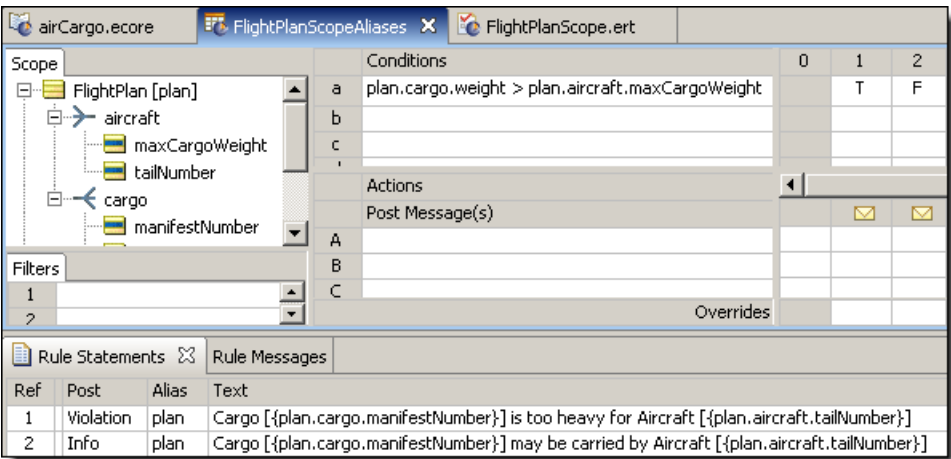 airCargo.ecore FlightPlanScopeAliases FlightPlanScope.ert
Scope
FlightPlan [plan]
aircraft
maxCargoWeight
tailNumber
cargo
manifestNumber
Filters
1
2
Conditions 0 1 2
a plan.cargo.weight > plan.aircraft.maxCargoWeight T F
b
c
Actions
Post Message(s)
A
B
C
Overrides
Rule Statements Rule Messages
Ref Post Alias Text
1 Violation plan Cargo [{plan.cargo.manifestNumber}] is too heavy for Aircraft [{plan.aircraft.tailNumber}]
2 Info plan Cargo [{plan.cargo.manifestNumber}] may be carried by Aircraft [{plan.aircraft.tailNumber}]